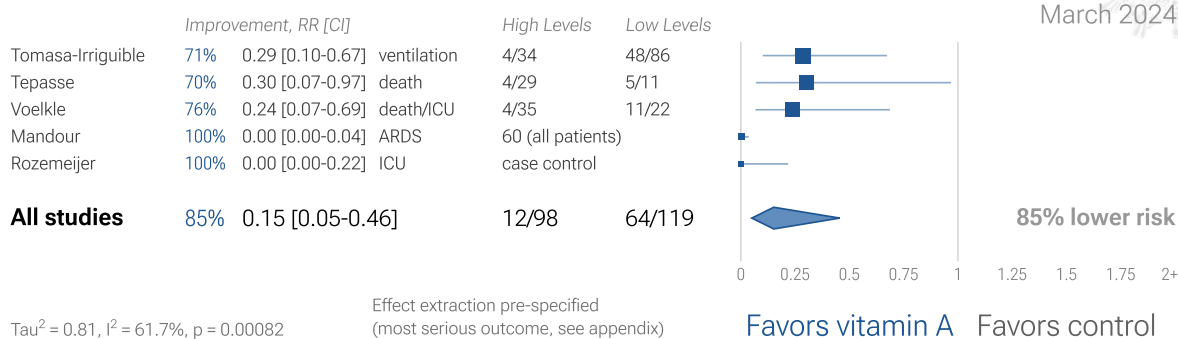 March 2024
Improvement, RR [CI] High Levels Low Levels
Tomasa-Irriguible 71% 0.29 [0.10-0.67] ventilation 4/34 48/86
Tepasse 70% 0.30 [0.07-0.97] death 4/29 5/11
Voelkle 76% 0.24 [0.07-0.69] death/ICU 4/35 11/22
Mandour 100% 0.00 [0.00-0.04] ARDS 60 (all patients)
Rozemeijer 100% 0.00 [0.00-0.22] ICU case control
All studies 85% 0.15 [0.05-0.46] 12/98 64/119 85% lower risk
0 0.25 0.5 0.75 1 1.25 1.5 1.75 2+
Effect extraction pre-specified
Tau² = 0.81, I² = 61.7%, p = 0.00082 (most serious outcome, see appendix) Favors vitamin A Favors control